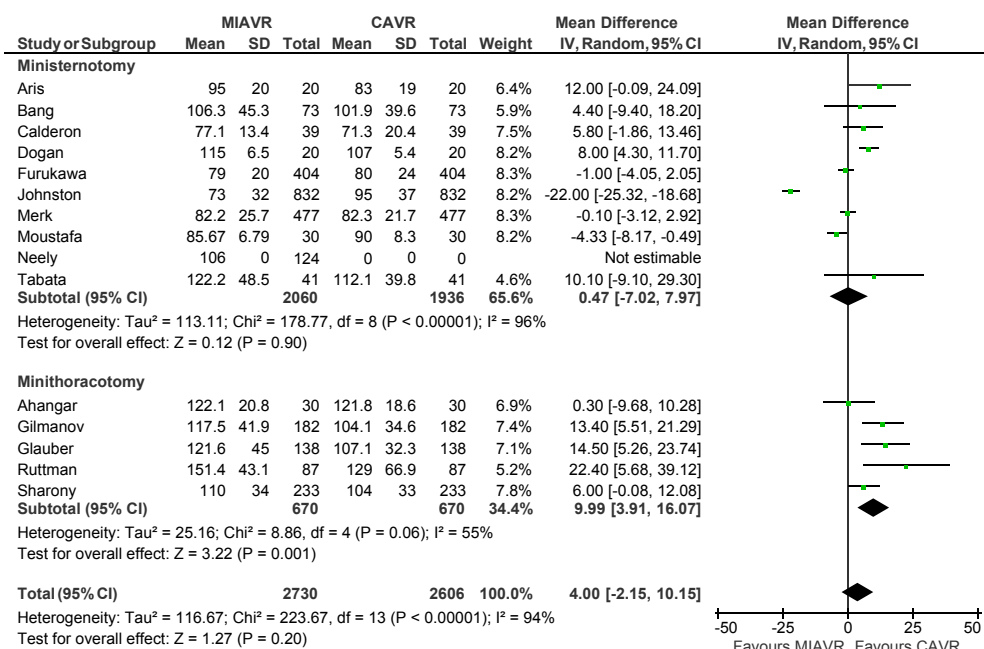 MIAVR CAVR Mean Difference Mean Difference
Study or Subgroup Mean SD Total Mean SD Total Weight IV, Random, 95% CI IV, Random, 95% CI
Ministernotomy
Aris 95 20 20 83 19 20 6.4% 12.00 [-0.09, 24.09]
Bang 106.3 45.3 73 101.9 39.6 73 5.9% 4.40 [-9.40, 18.20]
Calderon 77.1 13.4 39 71.3 20.4 39 7.5% 5.80 [-1.86, 13.46]
Dogan 115 6.5 20 107 5.4 20 8.2% 8.00 [4.30, 11.70]
Furukawa 79 20 404 80 24 404 8.3% -1.00 [-4.05, 2.05]
Johnston 73 32 832 95 37 832 8.2% -22.00 [-25.32, -18.68]
Merk 82.2 25.7 477 82.3 21.7 477 8.3% -0.10 [-3.12, 2.92]
Moustafa 85.67 6.79 30 90 8.3 30 8.2% -4.33 [-8.17, -0.49]
Neely 106 0 124 0 0 0 Not estimable
Tabata 122.2 48.5 41 112.1 39.8 41 4.6% 10.10 [-9.10, 29.30]
Subtotal (95% CI) 2060 1936 65.6% 0.47 [-7.02, 7.97]
Heterogeneity: Tau² = 113.11; Chi² = 178.77, df = 8 (P < 0.00001); I² = 96%
Test for overall effect: Z = 0.12 (P = 0.90)
Minithoracotomy
Ahangar 122.1 20.8 30 121.8 18.6 30 6.9% 0.30 [-9.68, 10.28]
Gilmanov 117.5 41.9 182 104.1 34.6 182 7.4% 13.40 [5.51, 21.29]
Glauber 121.6 45 138 107.1 32.3 138 7.1% 14.50 [5.26, 23.74]
Ruttman 151.4 43.1 87 129 66.9 87 5.2% 22.40 [5.68, 39.12]
Sharony 110 34 233 104 33 233 7.8% 6.00 [-0.08, 12.08]
Subtotal (95% CI) 670 670 34.4% 9.99 [3.91, 16.07]
Heterogeneity: Tau² = 25.16; Chi² = 8.86, df = 4 (P = 0.06); I² = 55%
Test for overall effect: Z = 3.22 (P = 0.001)
Total (95% CI) 2730 2606 100.0% 4.00 [-2.15, 10.15]
Heterogeneity: Tau² = 116.67; Chi² = 223.67, df = 13 (P < 0.00001); I² = 94%
Test for overall effect: Z = 1.27 (P = 0.20)
-50 -25 0 25 50
Favours MIAVR Favours CAVR